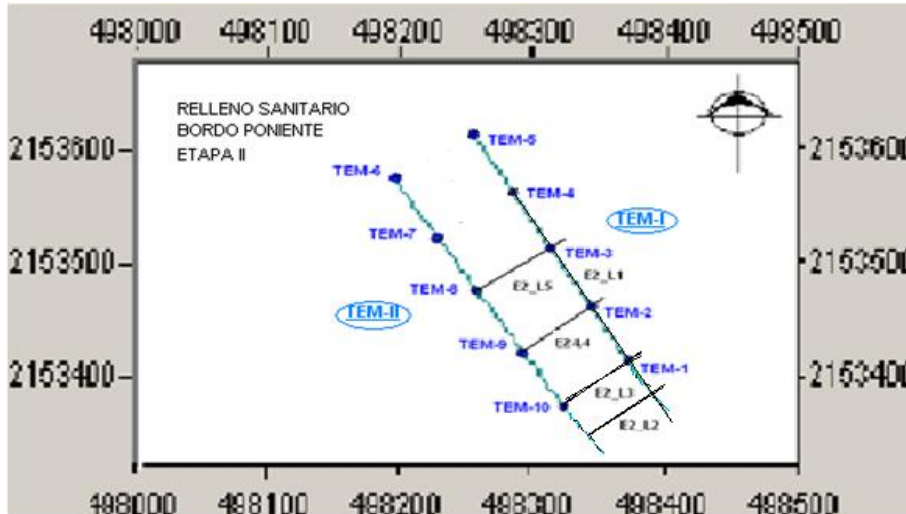 498000 498100 498200 498300 498400 498500
RELLENO SANITARIO
BORDO PONIENTE
ETAPA II
2153600 2153600
TEM-5
TEM-6
TEM-4
TEM-I
TEM-7
TEM-3
2153500 2153500
E2_L1
TEM-8
E2_L5
TEM-II
TEM-2
TEM-9
E24,4
TEM-1
2153400 2153400
E2_L3
TEM-10
E2_L2
498000 498100 498200 498300 498400 498500